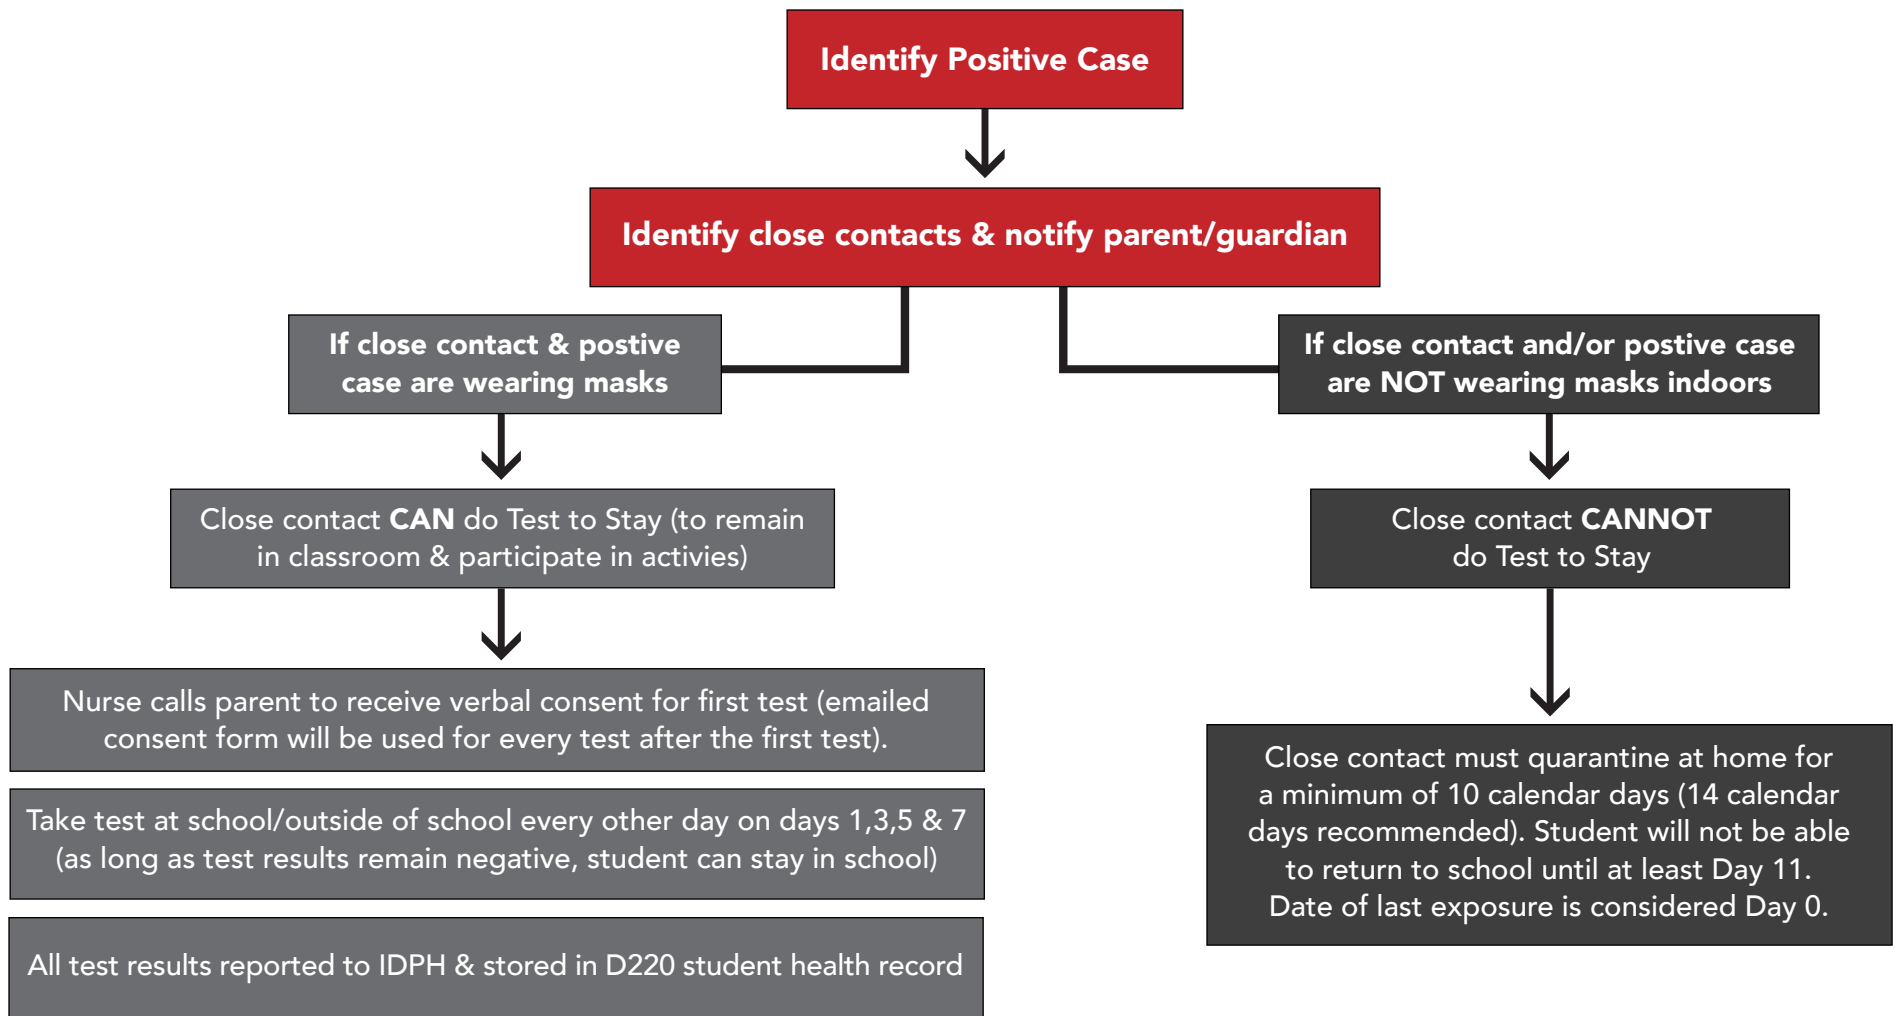 Identify Positive Case
Identify close contacts & notify parent/guardian
If close contact & postive
case are wearing masks
If close contact and/or postive case
are NOT wearing masks indoors
Close contact CAN do Test to Stay (to remain
in classroom & participate in activies)
Close contact CANNOT
do Test to Stay
Nurse calls parent to receive verbal consent for first test (emailed
consent form will be used for every test after the first test).
Take test at school/outside of school every other day on days 1,3,5 & 7
(as long as test results remain negative, student can stay in school)
All test results reported to IDPH & stored in D220 student health record
Close contact must quarantine at home for
a minimum of 10 calendar days (14 calendar
days recommended). Student will not be able
to return to school until at least Day 11.
Date of last exposure is considered Day 0.